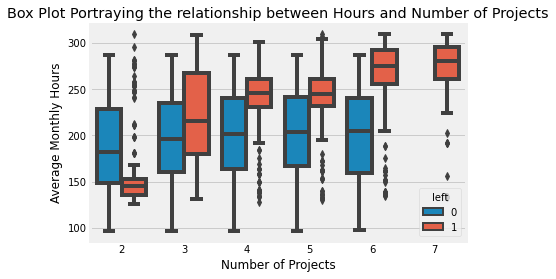 Box Plot Portraying the relationship between Hours and Number of Projects
Average Monthly Hours
300
250
200
150
100
left
0
1
2 3 4 5 6 7
Number of Projects